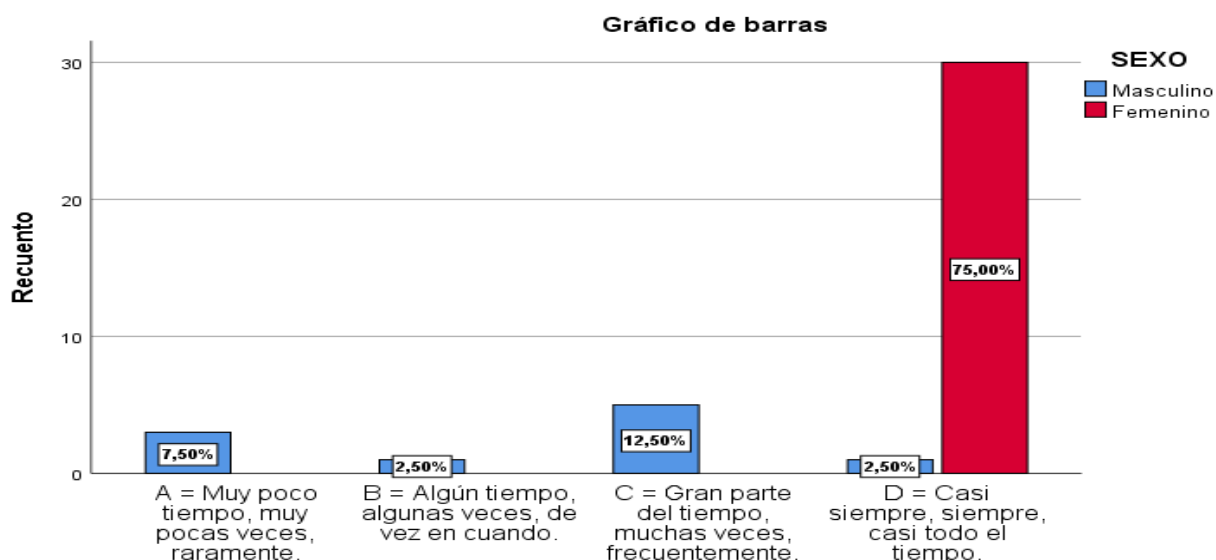 Gráfico de barras
SEXO
Masculino
Femenino
Recuento
30
20
10
0
7,50%
2,50%
12,50%
2,50%
75,00%
A = Muy poco
tiempo, muy
pocas veces,
raramente.
B = Algún tiempo,
algunas veces, de
vez en cuando.
C = Gran parte
del tiempo,
muchas veces,
frecuentemente.
D = Casi
siempre, siempre,
casi todo el
tiempo.